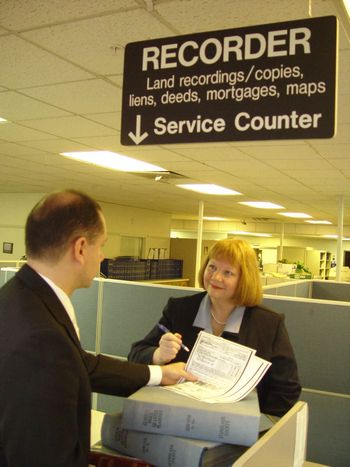 RECORDER
Land recordings/copies,
liens, deeds, mortgages, maps
Service Counter